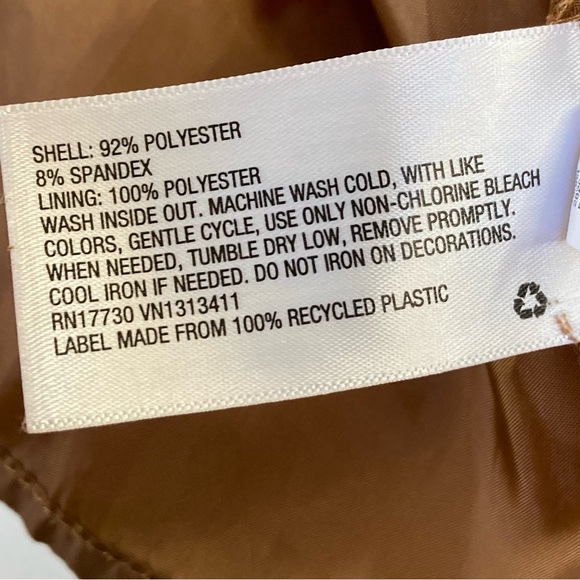 SHELL: 92% POLYESTER
8% SPANDEX
LINING: 100% POLYESTER
WASH INSIDE OUT. MACHINE WASH COLD, WITH LIKE
COLORS, GENTLE CYCLE, USE ONLY NON-CHLORINE BLEACH
WHEN NEEDED, TUMBLE DRY LOW, REMOVE PROMPTLY.
COOL IRON IF NEEDED. DO NOT IRON ON DECORATIONS.
RN17730 VN1313411
LABEL MADE FROM 100% RECYCLED PLASTIC